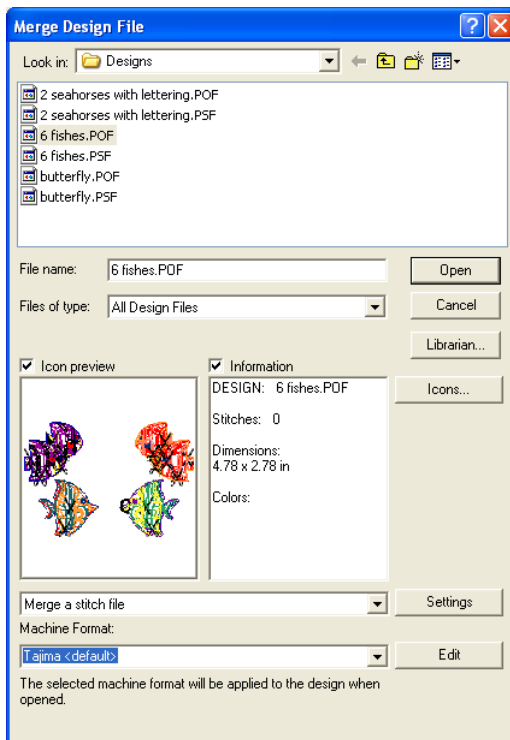 Merge Design File
Look in: Designs
2 seahorses with lettering.POF
2 seahorses with lettering.PSF
6 fishes.POF
6 fishes.PSF
butterfly.POF
butterfly.PSF
File name: 6 fishes.POF Open
Files of type: All Design Files Cancel
Librarian...
Icon preview Information
DESIGN: 6 fishes.POF Icons...
Stitches: 0
Dimensions:
4.78 x 2.78 in
Colors:
Merge a stitch file Settings
Machine Format:
Tajima <default> Edit
The selected machine format will be applied to the design when
opened.